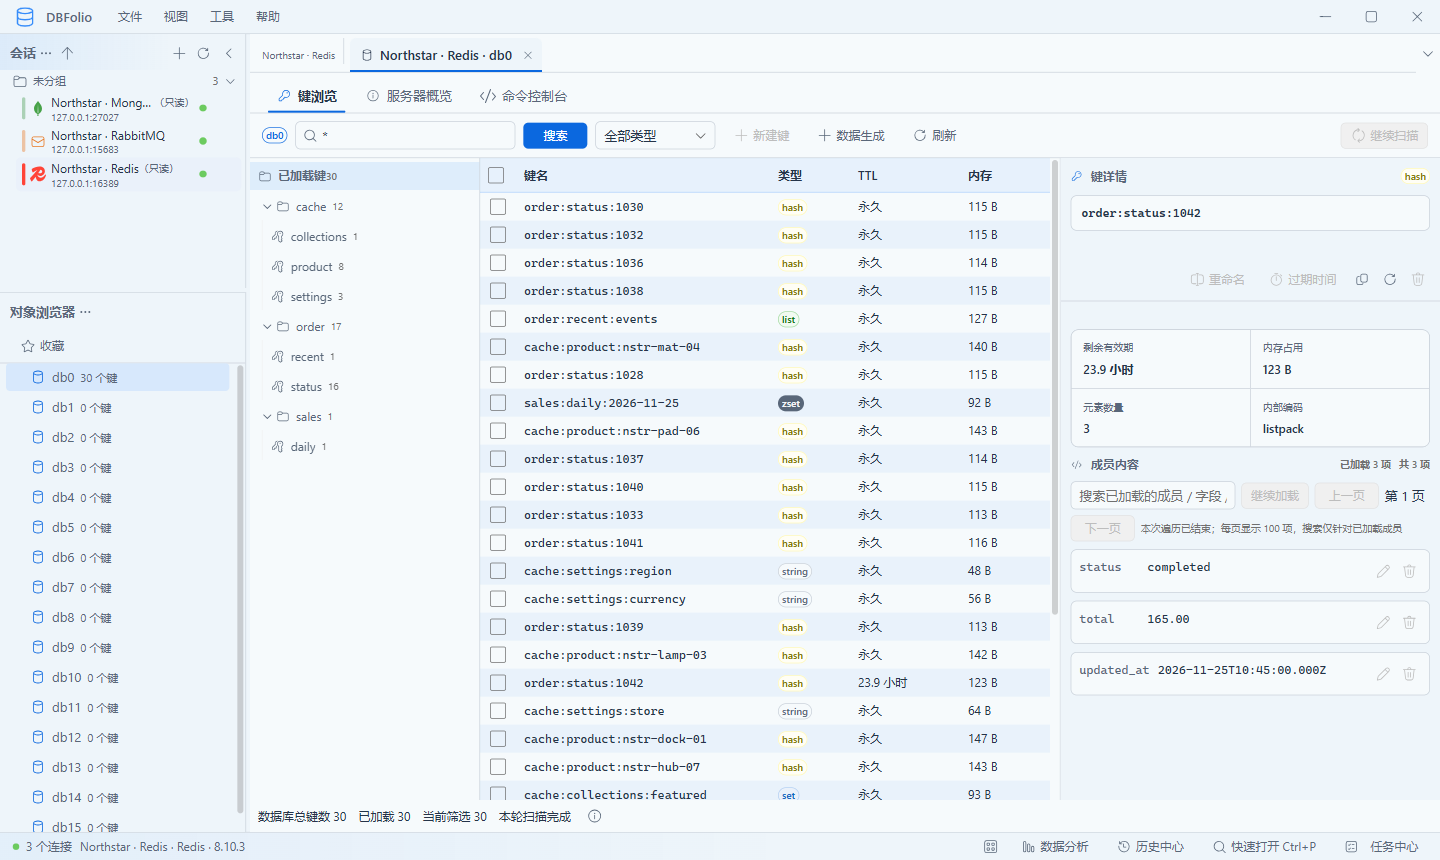 DBFolio 文件 视图 工具 帮助
会话 ···
未分组 3
Northstar · Mong... （只读）
127.0.0.1:27027
Northstar · RabbitMQ
127.0.0.1:15683
Northstar · Redis（只读）
127.0.0.1:16389
对象浏览器 ···
收藏
db0 30 个键
db1 0 个键
db2 0 个键
db3 0 个键
db4 0 个键
db5 0 个键
db6 0 个键
db7 0 个键
db8 0 个键
db9 0 个键
db10 0 个键
db11 0 个键
db12 0 个键
db13 0 个键
db14 0 个键
db15 0 个键
Northstar · Redis Northstar · Redis · db0
键浏览 服务器概览 命令控制台
db0 * 搜索 全部类型 新建键 数据生成 刷新 继续扫描
已加载键30
cache 12
collections 1
product 8
settings 3
order 17
recent 1
status 16
sales 1
daily 1
键名 类型 TTL 内存
order:status:1030 hash 永久 115 B
order:status:1032 hash 永久 115 B
order:status:1036 hash 永久 114 B
order:status:1038 hash 永久 115 B
order:recent:events list 永久 127 B
cache:product:nstr-mat-04 hash 永久 140 B
order:status:1028 hash 永久 115 B
sales:daily:2026-11-25 zset 永久 92 B
cache:product:nstr-pad-06 hash 永久 143 B
order:status:1037 hash 永久 114 B
order:status:1040 hash 永久 115 B
order:status:1033 hash 永久 113 B
order:status:1041 hash 永久 116 B
cache:settings:region string 永久 48 B
cache:settings:currency string 永久 56 B
order:status:1039 hash 永久 113 B
cache:product:nstr-lamp-03 hash 永久 142 B
order:status:1042 hash 23.9 小时 123 B
cache:settings:store string 永久 64 B
cache:product:nstr-dock-01 hash 永久 147 B
cache:product:nstr-hub-07 hash 永久 143 B
cache:collections:featured set 永久 93 B
数据库总键数 30 已加载 30 当前筛选 30 本轮扫描完成
键详情 hash
order:status:1042
重命名 过期时间
剩余有效期 内存占用
23.9 小时 123 B
元素数量 内部编码
3 listpack
成员内容 已加载 3 项 共 3 项
搜索已加载的成员 / 字段 / 继续加载 上一页 第 1 页
下一页 本次遍历已结束；每页显示 100 项，搜索仅针对已加载成员
status completed
total 165.00
updated_at 2026-11-25T10:45:00.000Z
3 个连接 Northstar · Redis · Redis · 8.10.3 数据分析 历史中心 快速打开 Ctrl+P 任务中心